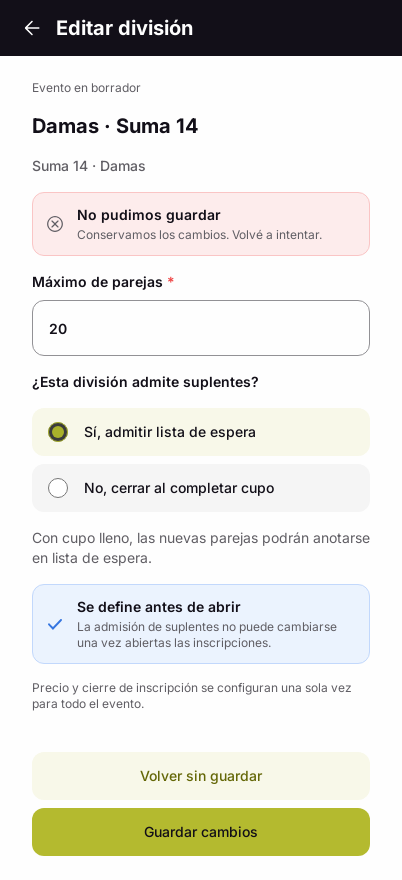 Editar división
Evento en borrador
Damas · Suma 14
Suma 14 · Damas
No pudimos guardar
Conservamos los cambios. Volvé a intentar.
Máximo de parejas *
20
¿Esta división admite suplentes?
Sí, admitir lista de espera
No, cerrar al completar cupo
Con cupo lleno, las nuevas parejas podrán anotarse
en lista de espera.
Se define antes de abrir
La admisión de suplentes no puede cambiarse
una vez abiertas las inscripciones.
Precio y cierre de inscripción se configuran una sola vez
para todo el evento.
Volver sin guardar
Guardar cambios